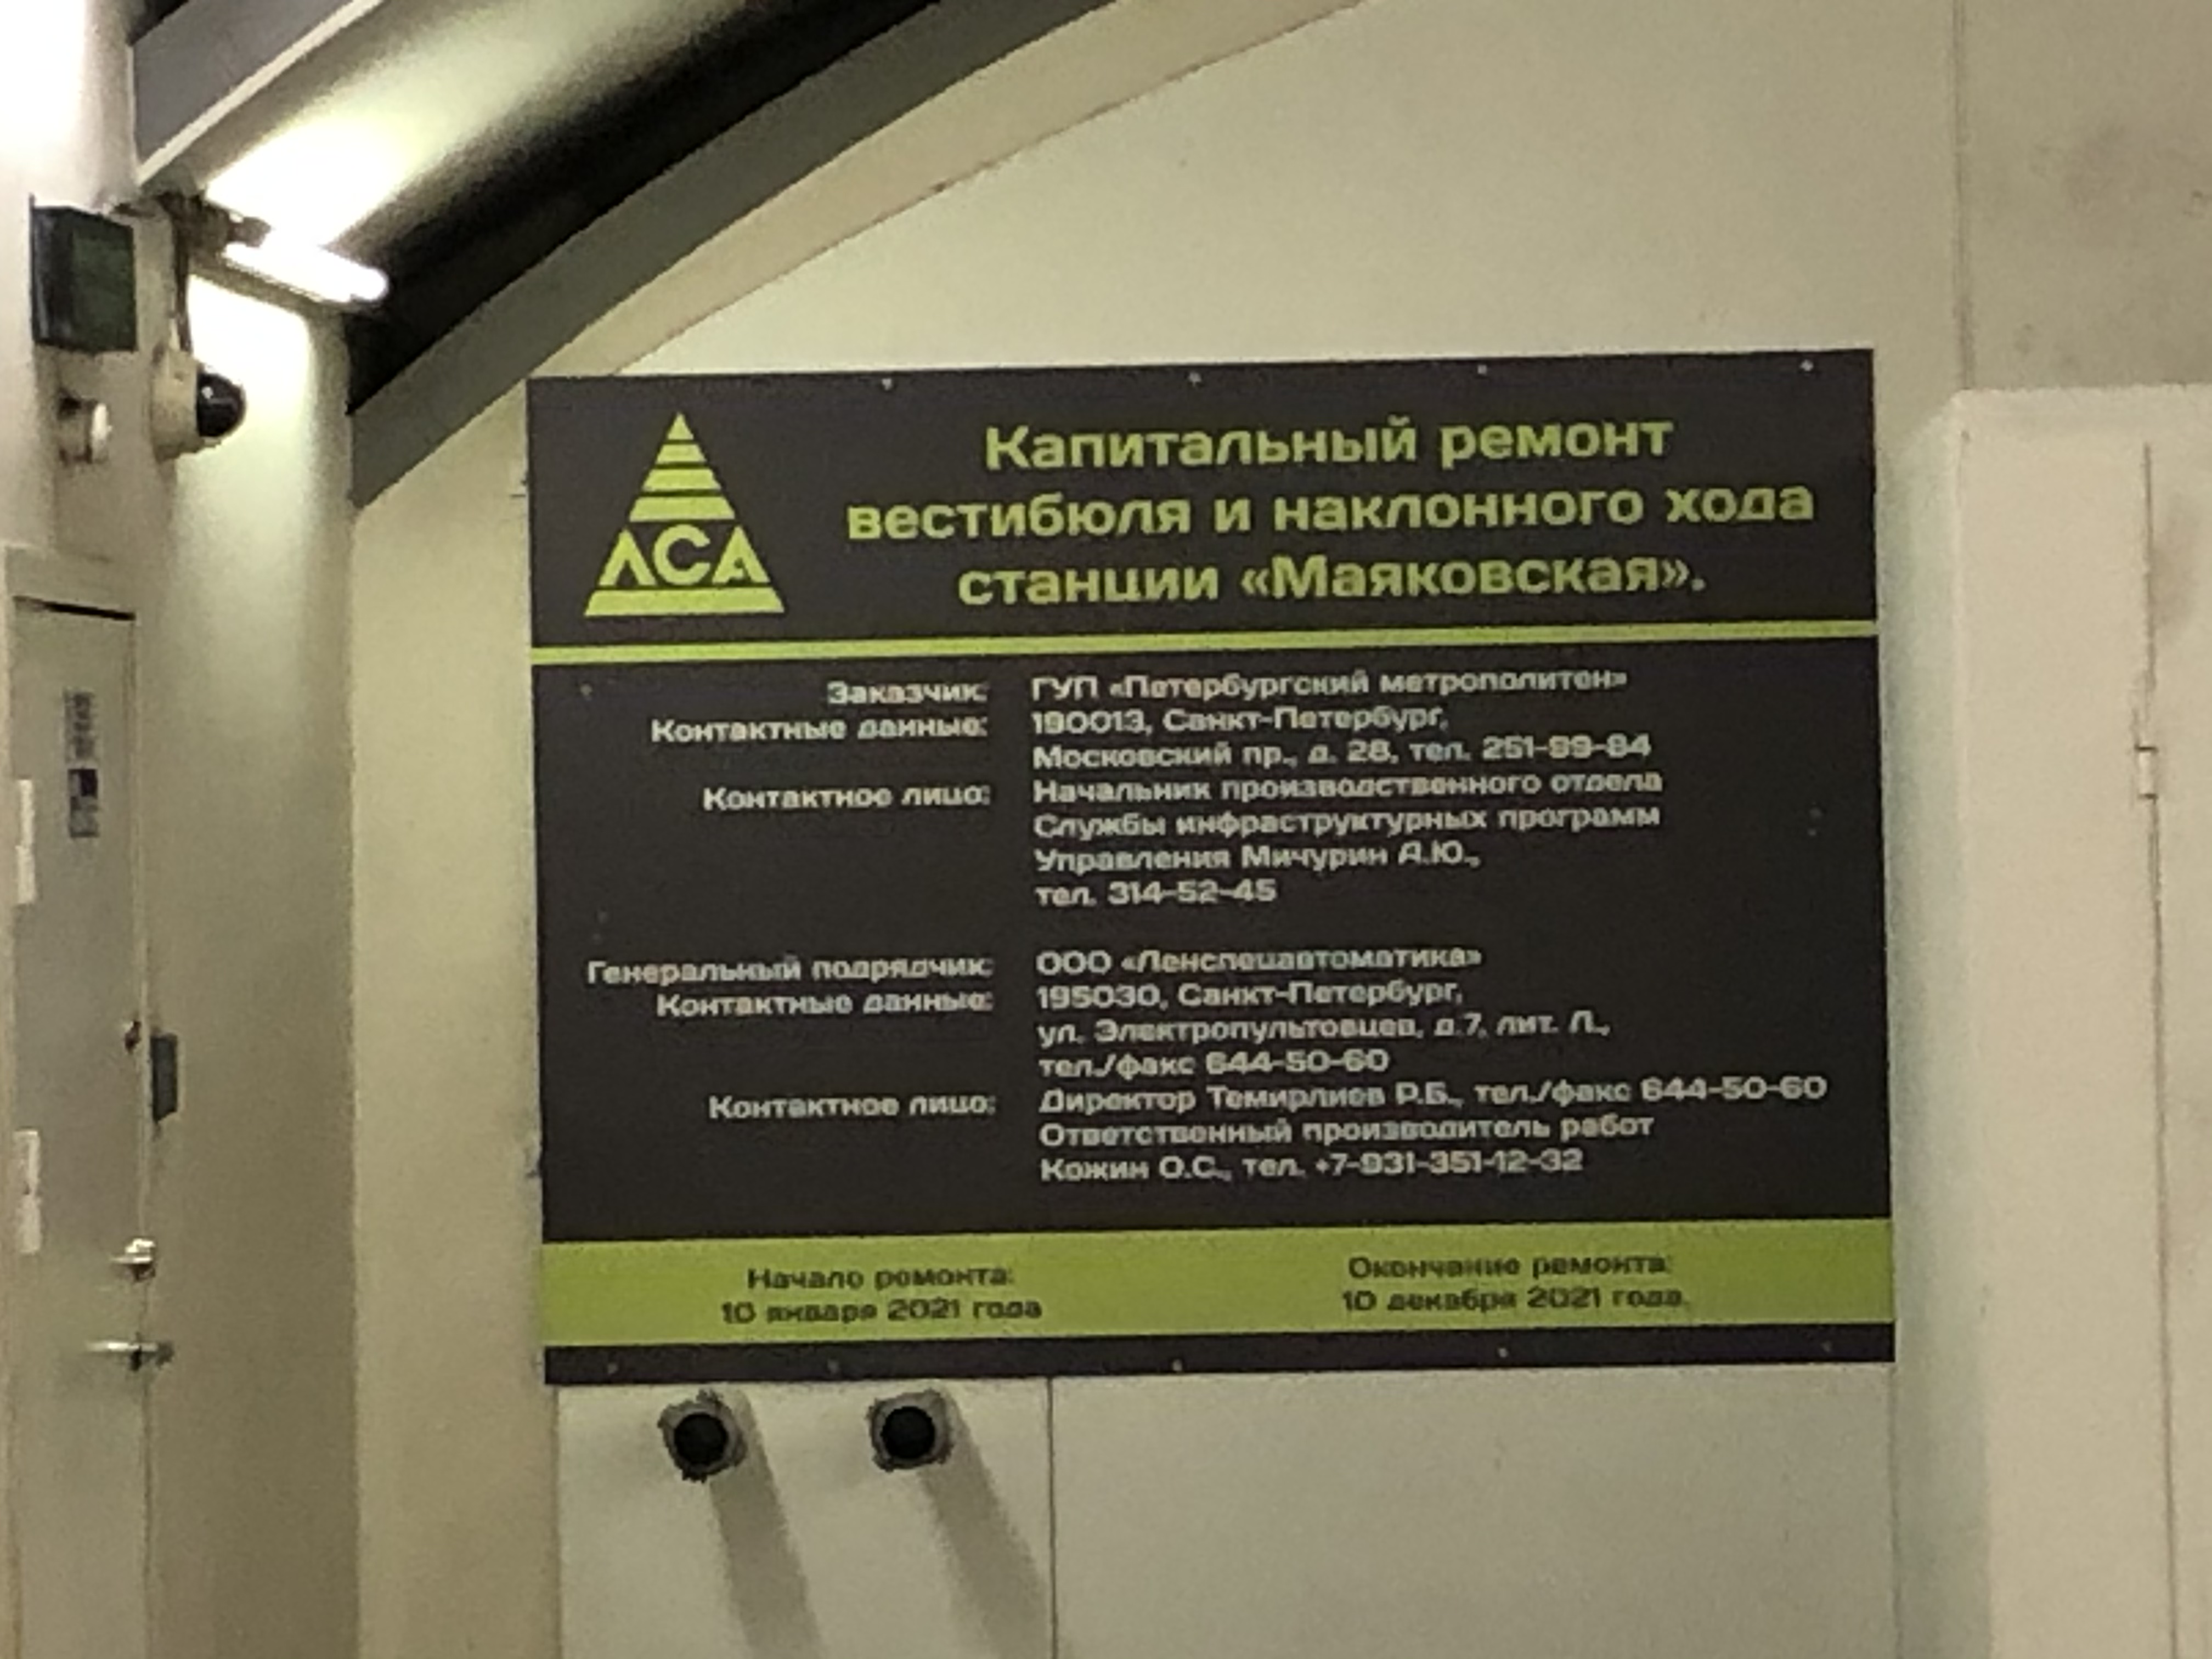 ЛСА
Капитальный ремонт
вестибюля и наклонного хода
станции «Маяковская».
Заказчик: ГУП «Петербургский метрополитен»
Контактные данные: 190013, Санкт-Петербург,
Московский пр., д. 28, тел. 251-99-84
Контактное лицо: Начальник производственного отдела
Службы инфраструктурных программ
Управления Мичурин А.Ю.,
тел. 314-52-45
Генеральный подрядчик: ООО «Ленспецавтоматика»
Контактные данные: 195030, Санкт-Петербург,
ул. Электропультовцев, д.7, лит. Л.,
тел./факс 644-50-60
Контактное лицо: Директор Темирлиев Р.Б., тел./факс 644-50-60
Ответственный производитель работ
Кожин О.С., тел. +7-931-351-12-32
Начало ремонта:
10 января 2021 года
Окончание ремонта:
10 декабря 2021 года.